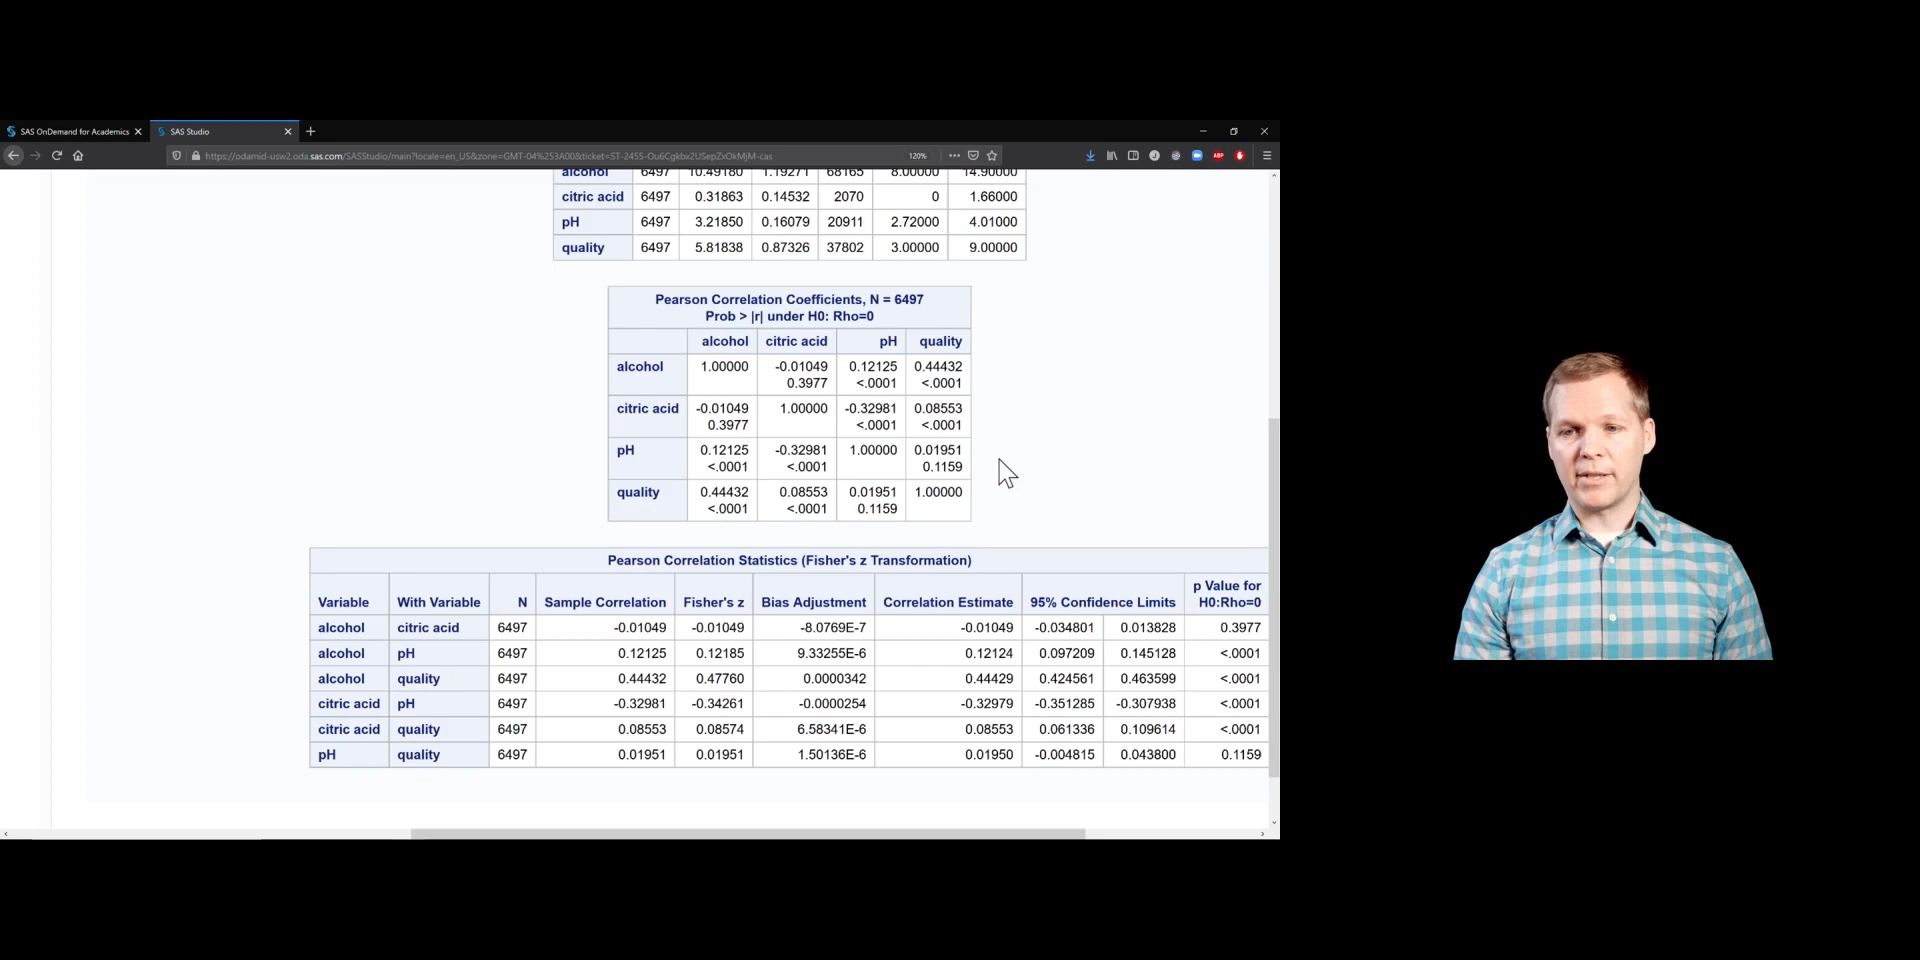 SAS OnDemand for Academics
SAS Studio
https://odamid-usw2.oda.sas.com/SASStudio/main?locale=en_US&zone=GMT-04%253A00&ticket=ST-2455-Ou6Cgkbx2USepZxOkMjM-cas 120%
ABP
alcohol 6497 10.49180 1.19271 68165 8.00000 14.90000
citric acid 6497 0.31863 0.14532 2070 0 1.66000
pH 6497 3.21850 0.16079 20911 2.72000 4.01000
quality 6497 5.81838 0.87326 37802 3.00000 9.00000
Pearson Correlation Coefficients, N = 6497
Prob > |r| under H0: Rho=0
alcohol citric acid pH quality
alcohol 1.00000 -0.01049 0.12125 0.44432
0.3977 <.0001 <.0001
citric acid -0.01049 1.00000 -0.32981 0.08553
0.3977 <.0001 <.0001
pH 0.12125 -0.32981 1.00000 0.01951
<.0001 <.0001 0.1159
quality 0.44432 0.08553 0.01951 1.00000
<.0001 <.0001 0.1159
Pearson Correlation Statistics (Fisher's z Transformation)
p Value for
Variable With Variable N Sample Correlation Fisher's z Bias Adjustment Correlation Estimate 95% Confidence Limits H0:Rho=0
alcohol citric acid 6497 -0.01049 -0.01049 -8.0769E-7 -0.01049 -0.034801 0.013828 0.3977
alcohol pH 6497 0.12125 0.12185 9.33255E-6 0.12124 0.097209 0.145128 <.0001
alcohol quality 6497 0.44432 0.47760 0.0000342 0.44429 0.424561 0.463599 <.0001
citric acid pH 6497 -0.32981 -0.34261 -0.0000254 -0.32979 -0.351285 -0.307938 <.0001
citric acid quality 6497 0.08553 0.08574 6.58341E-6 0.08553 0.061336 0.109614 <.0001
pH quality 6497 0.01951 0.01951 1.50136E-6 0.01950 -0.004815 0.043800 0.1159